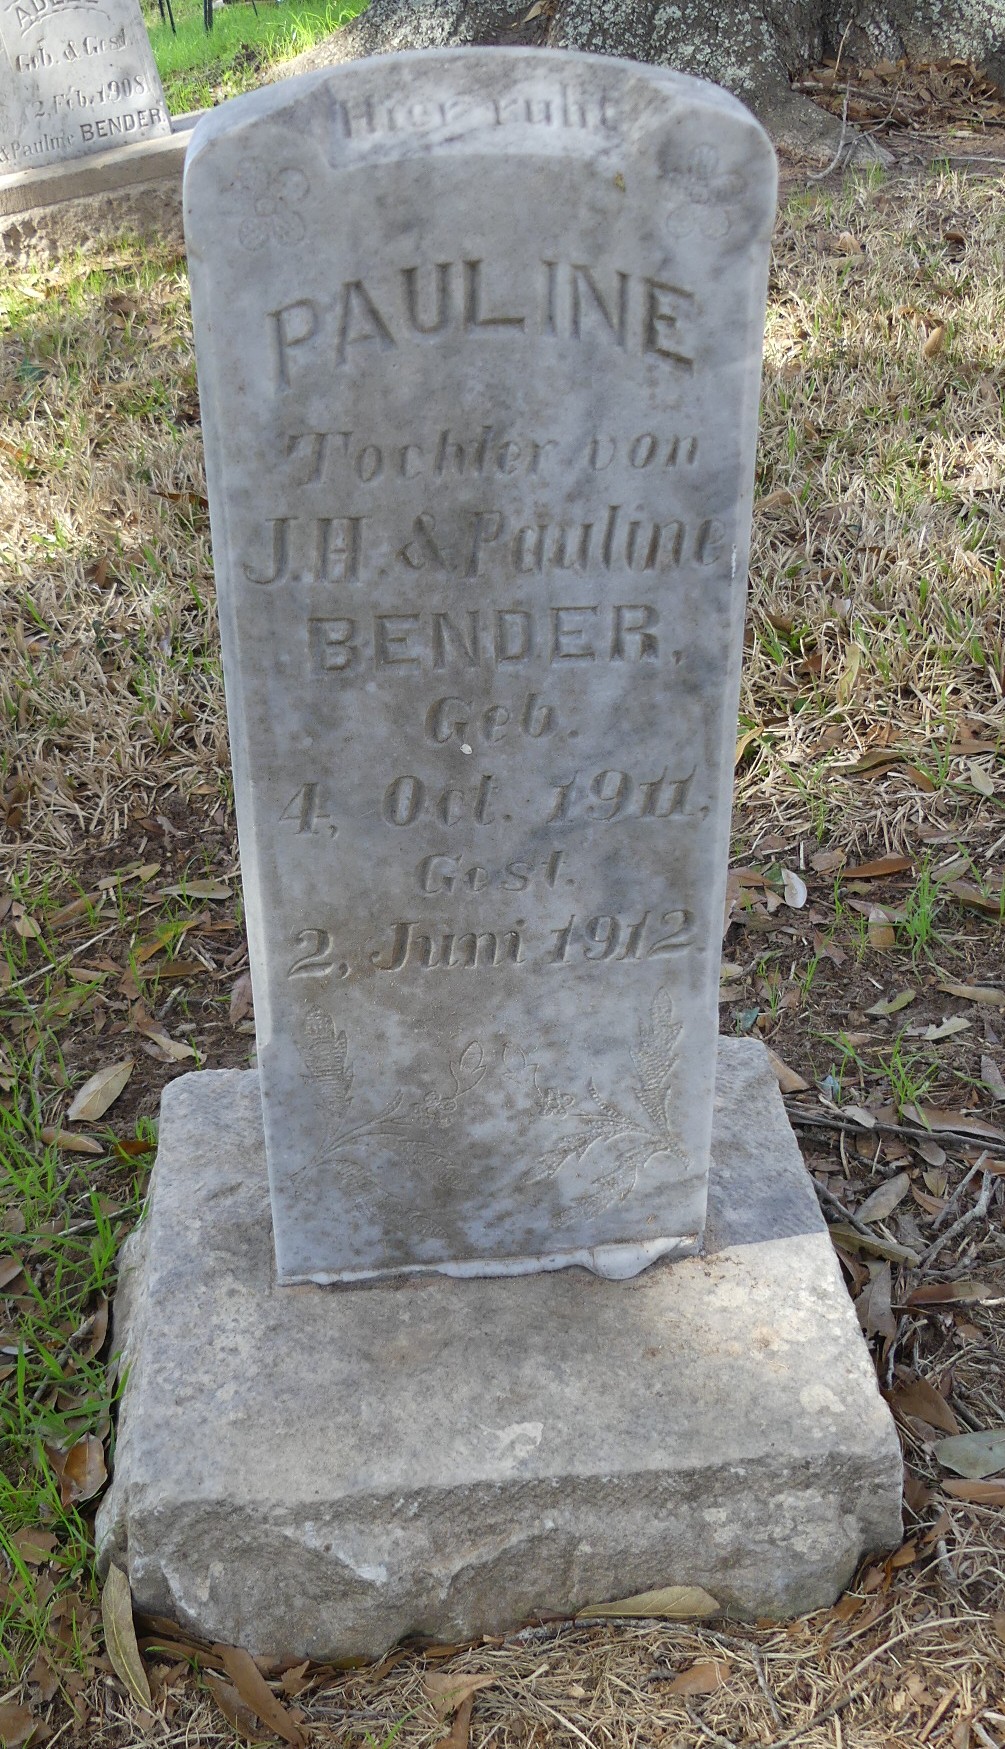 Geb. & Gest.
2, Feb. 1908
& Pauline BENDER.
Hier ruht
PAULINE
Tochter von
J. H. & Pauline
BENDER,
Geb.
4, Oct. 1911,
Gest.
2, Juni 1912.